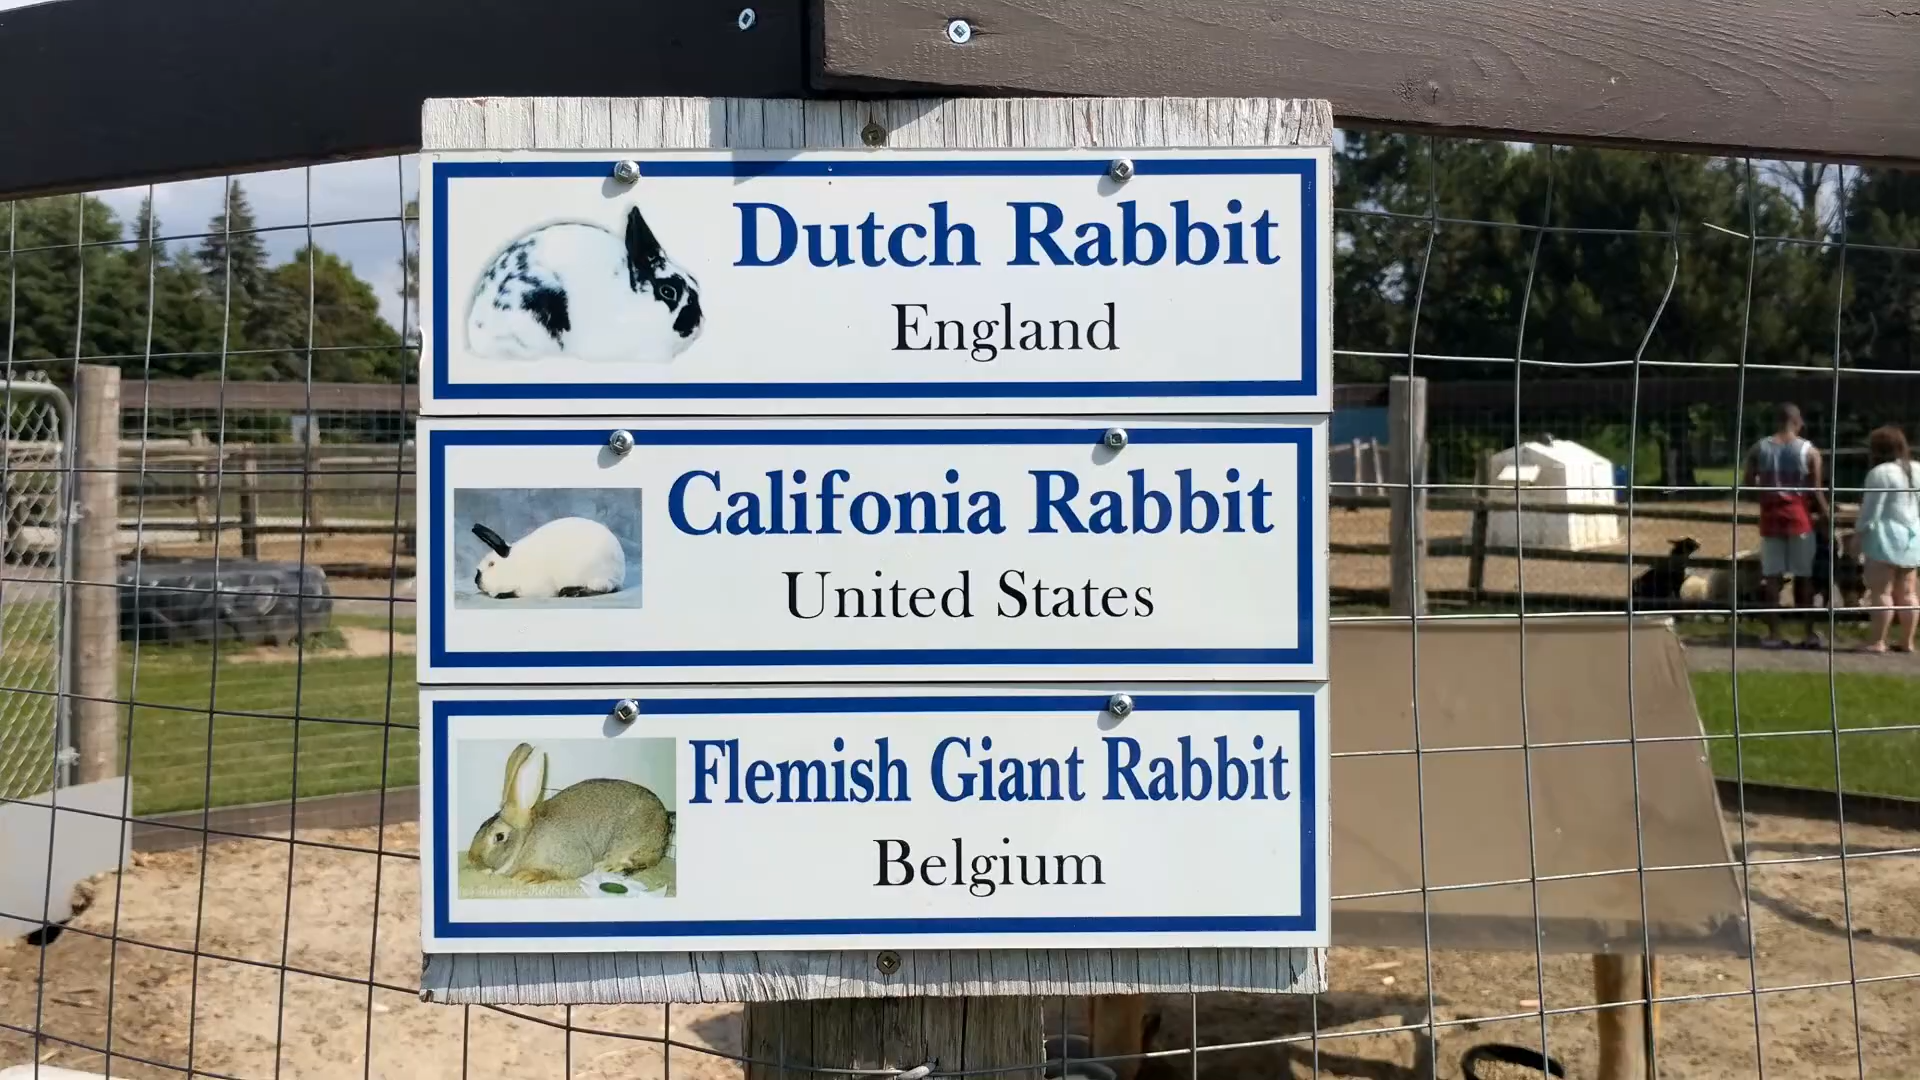 Dutch Rabbit
England
Califonia Rabbit
United States
Flemish Giant Rabbit
Belgium